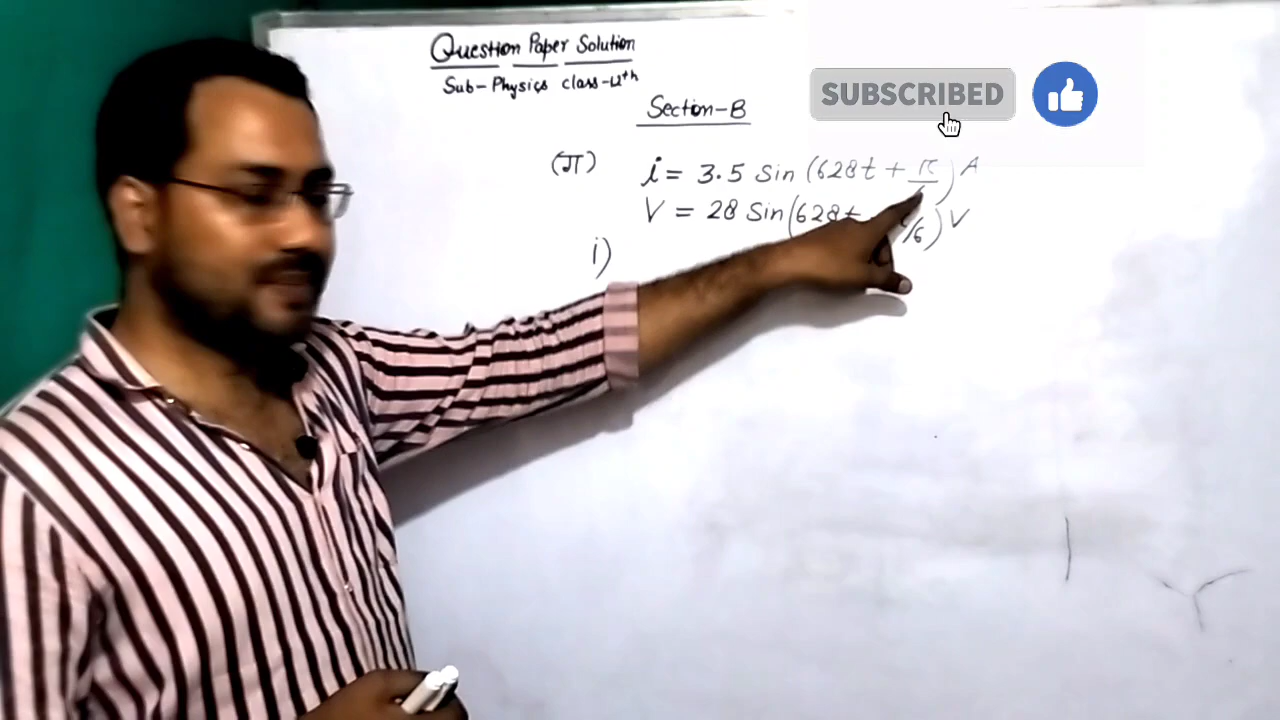 Question Paper Solution
Sub-Physics class-12th
Section-B
SUBSCRIBED
i = 3.5 Sin (628t + π/ ) A
V = 28 Sin (628t /6) V
i)